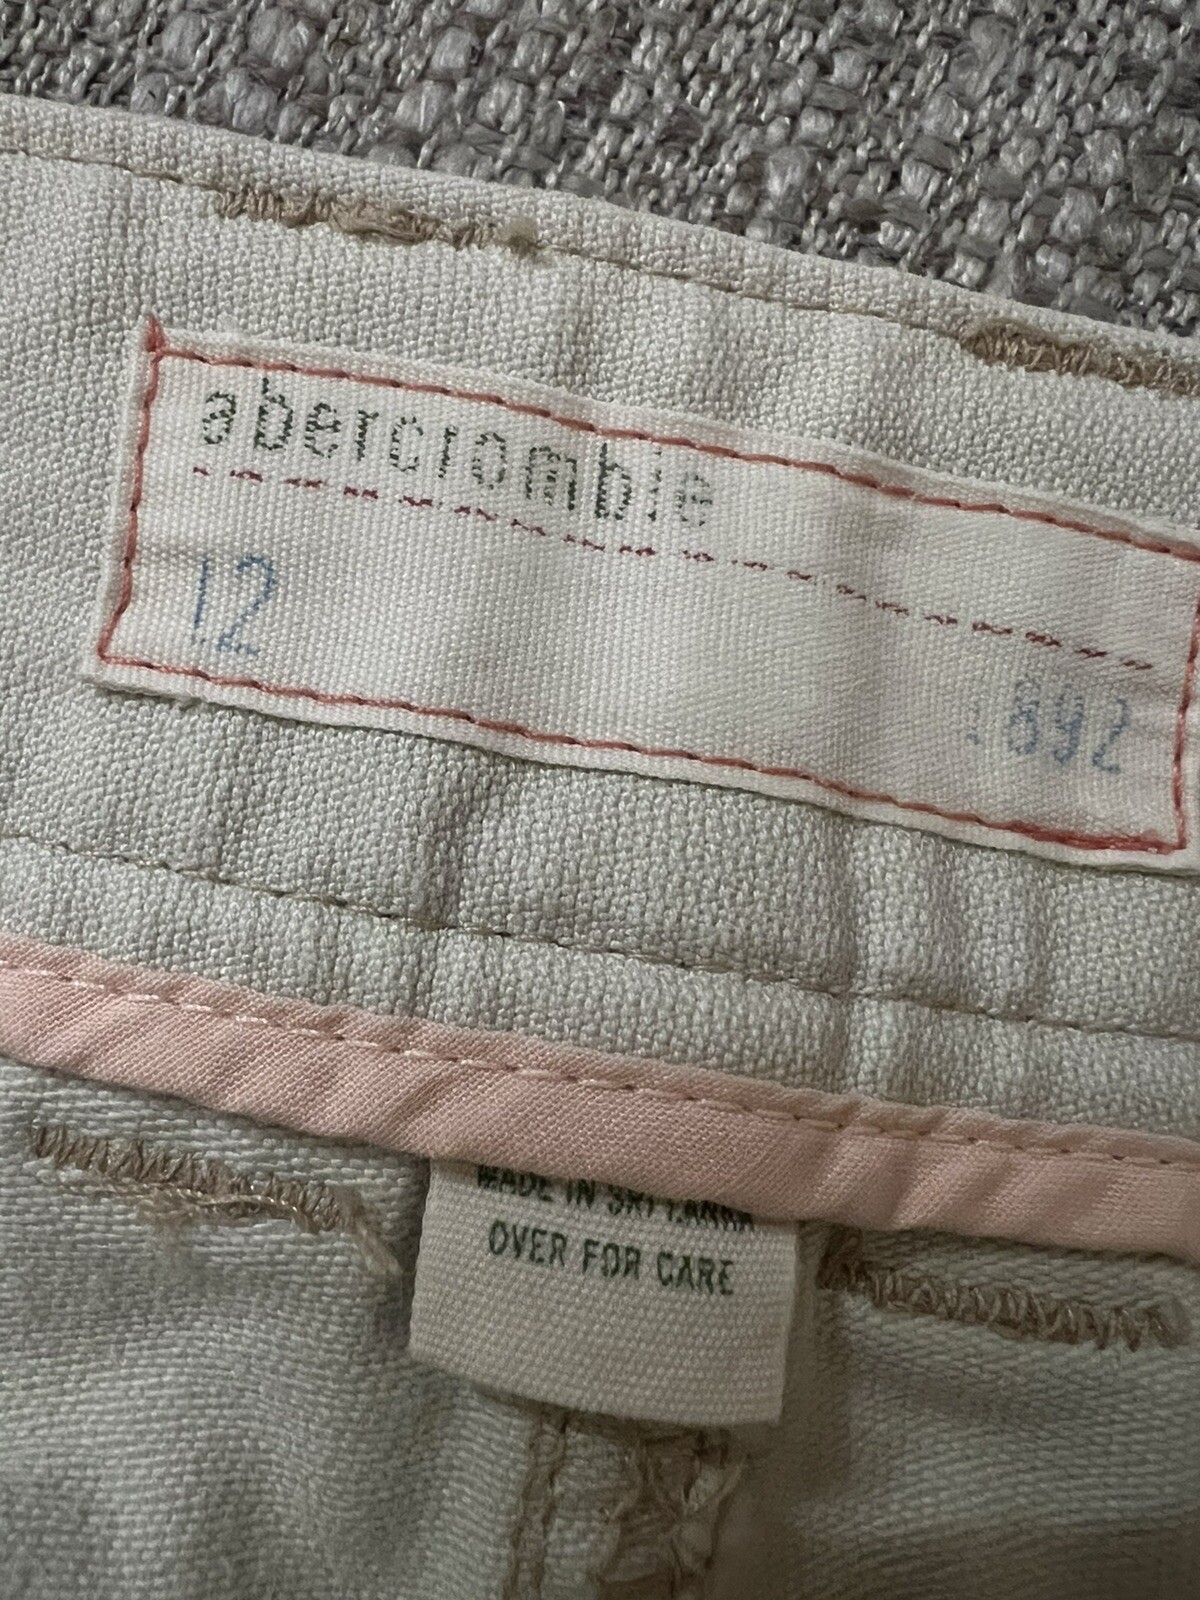 abercrombie
12
1892
MADE IN SRI LANKA
OVER FOR CARE